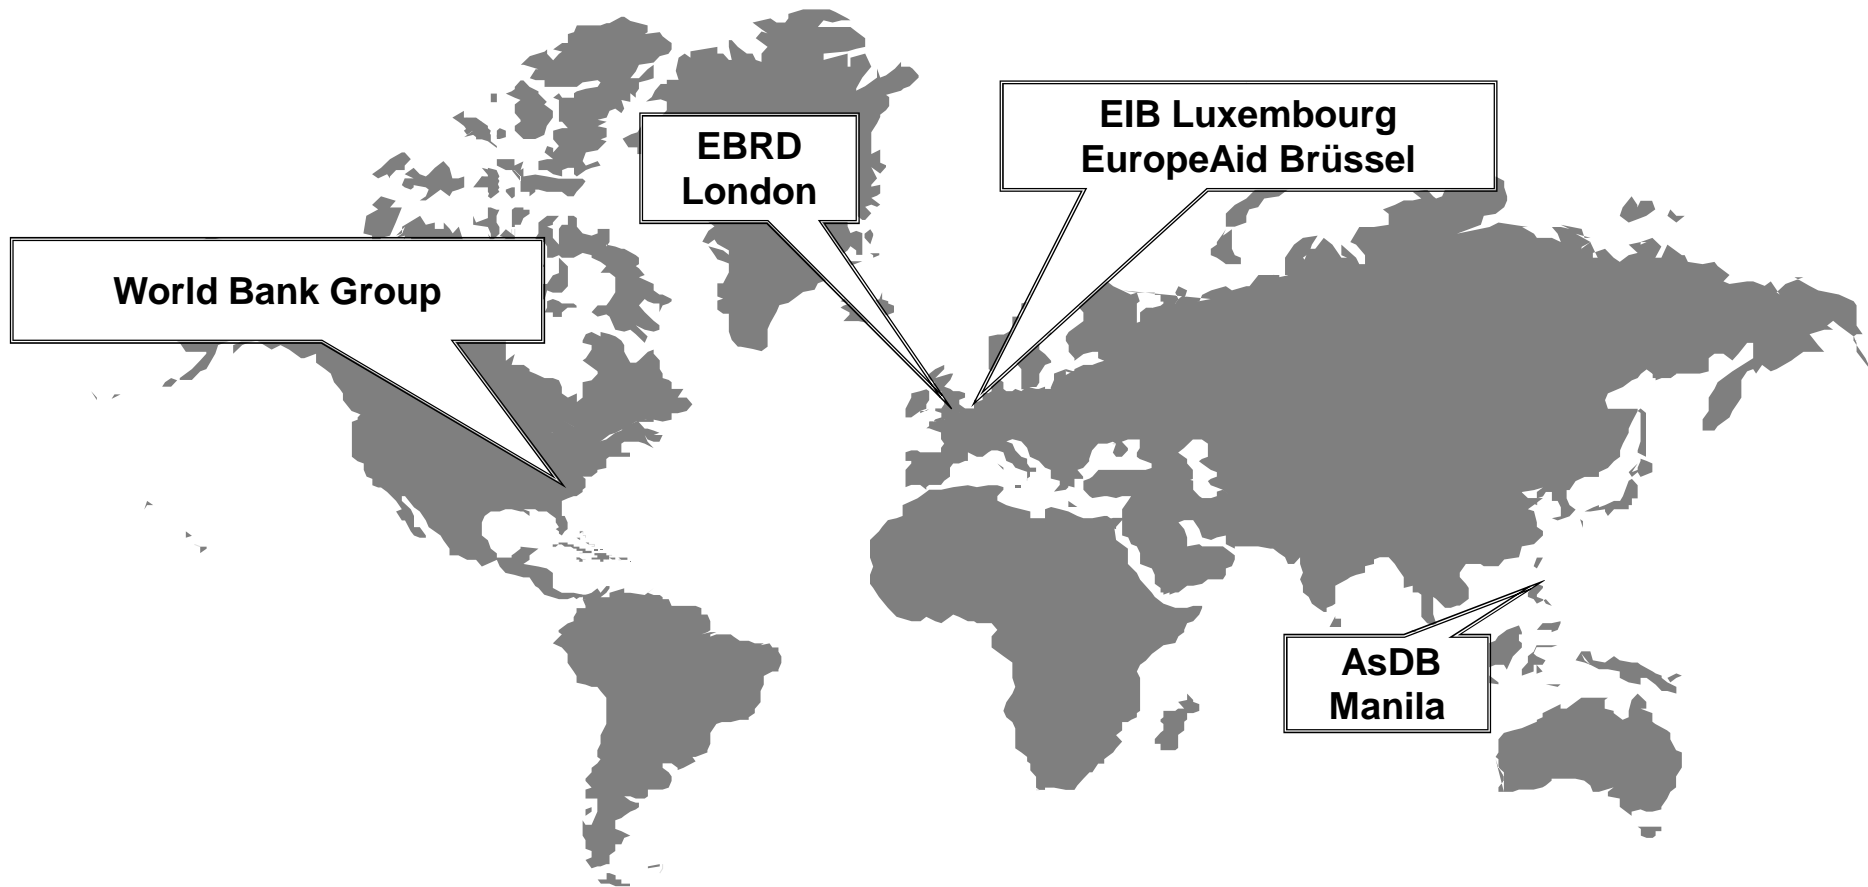 EIB Luxembourg
EuropeAid Brüssel
EBRD
London
World Bank Group
AsDB
Manila